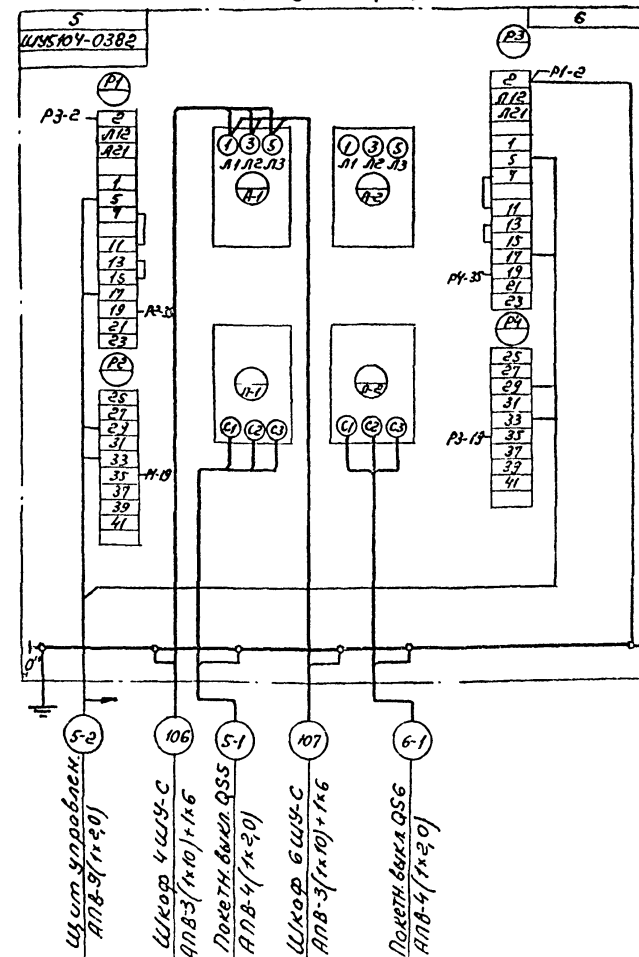 5
6
ШУ5104-0382
Р3
Р1
2
Р1-2
Р3-2
2
Л12
Л12
Л21
Л21
1
3
5
1
3
5
1
Л1 Л2 Л3
Л1 Л2 Л3
5
1
А-1
А-2
7
5
7
11
11
13
13
15
15
17
17
Р4-35
19
19
Р2-35
21
21
23
23
Р4
Р2
25
27
25
29
27
31
29
С1
С2
С3
С1
С2
С3
33
31
Р3-19
35
33
37
35
Р1-19
39
37
41
39
41
"0"
5-2
106
5-1
107
6-1
Щит управлен.
АПВ-9(1×2,0)
Шкаф 4ШУ-С
АПВ-3(1×10)+1×6
Покетн. выкл. QS5
АПВ-4(1×2,0)
Шкаф 6ШУ-С
АПВ-3(1×10)+1×6
Покетн. выкл. QS6
АПВ-4(1×2,0)